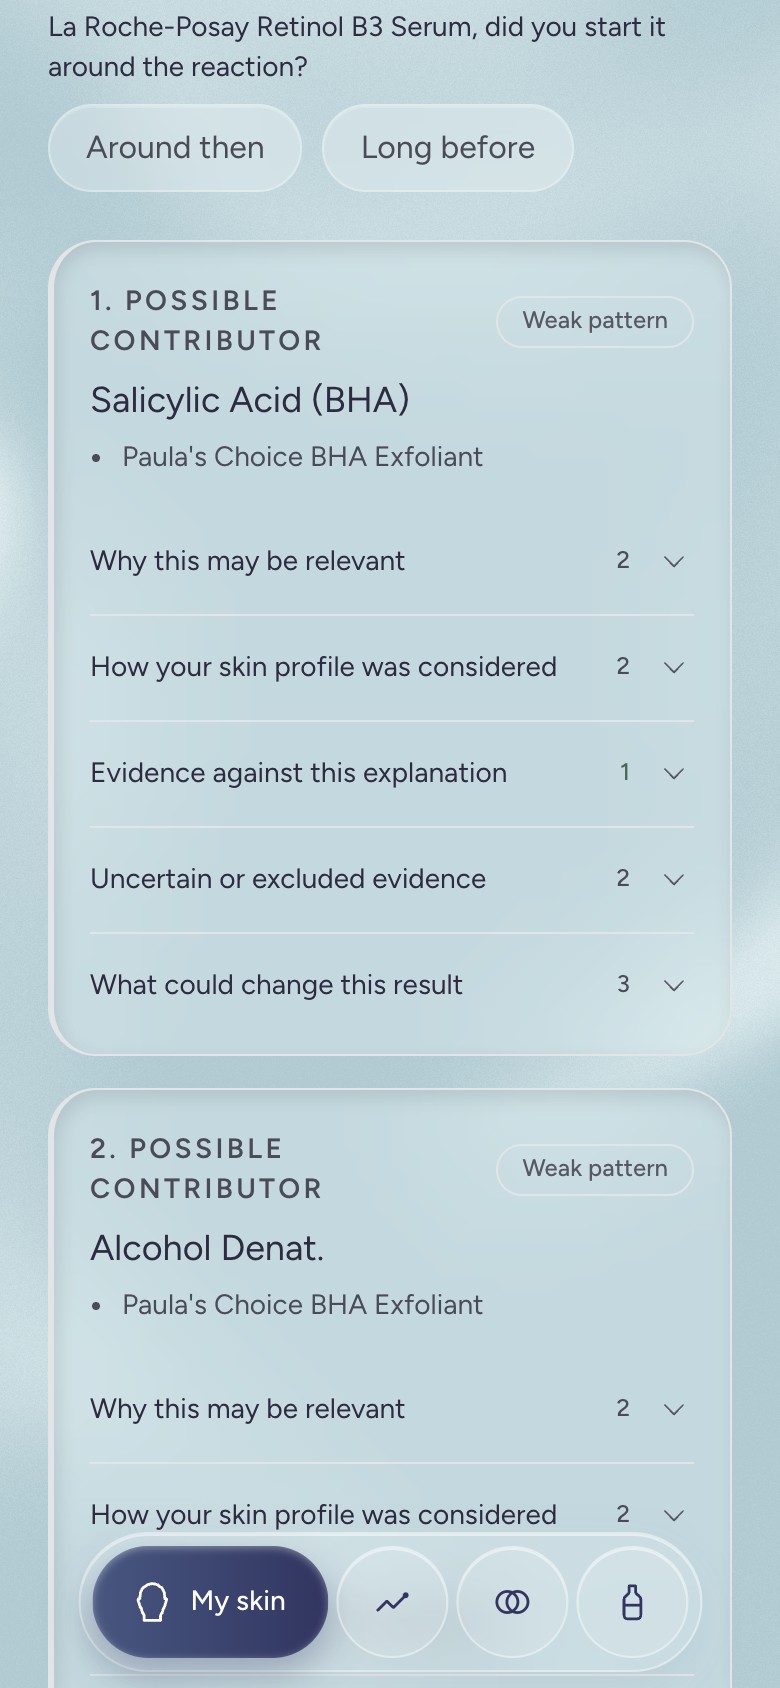 La Roche-Posay Retinol B3 Serum, did you start it
around the reaction?
Around then
Long before
1. POSSIBLE
CONTRIBUTOR
Weak pattern
Salicylic Acid (BHA)
• Paula's Choice BHA Exfoliant
Why this may be relevant 2
How your skin profile was considered 2
Evidence against this explanation 1
Uncertain or excluded evidence 2
What could change this result 3
2. POSSIBLE
CONTRIBUTOR
Weak pattern
Alcohol Denat.
• Paula's Choice BHA Exfoliant
Why this may be relevant 2
How your skin profile was considered 2
My skin